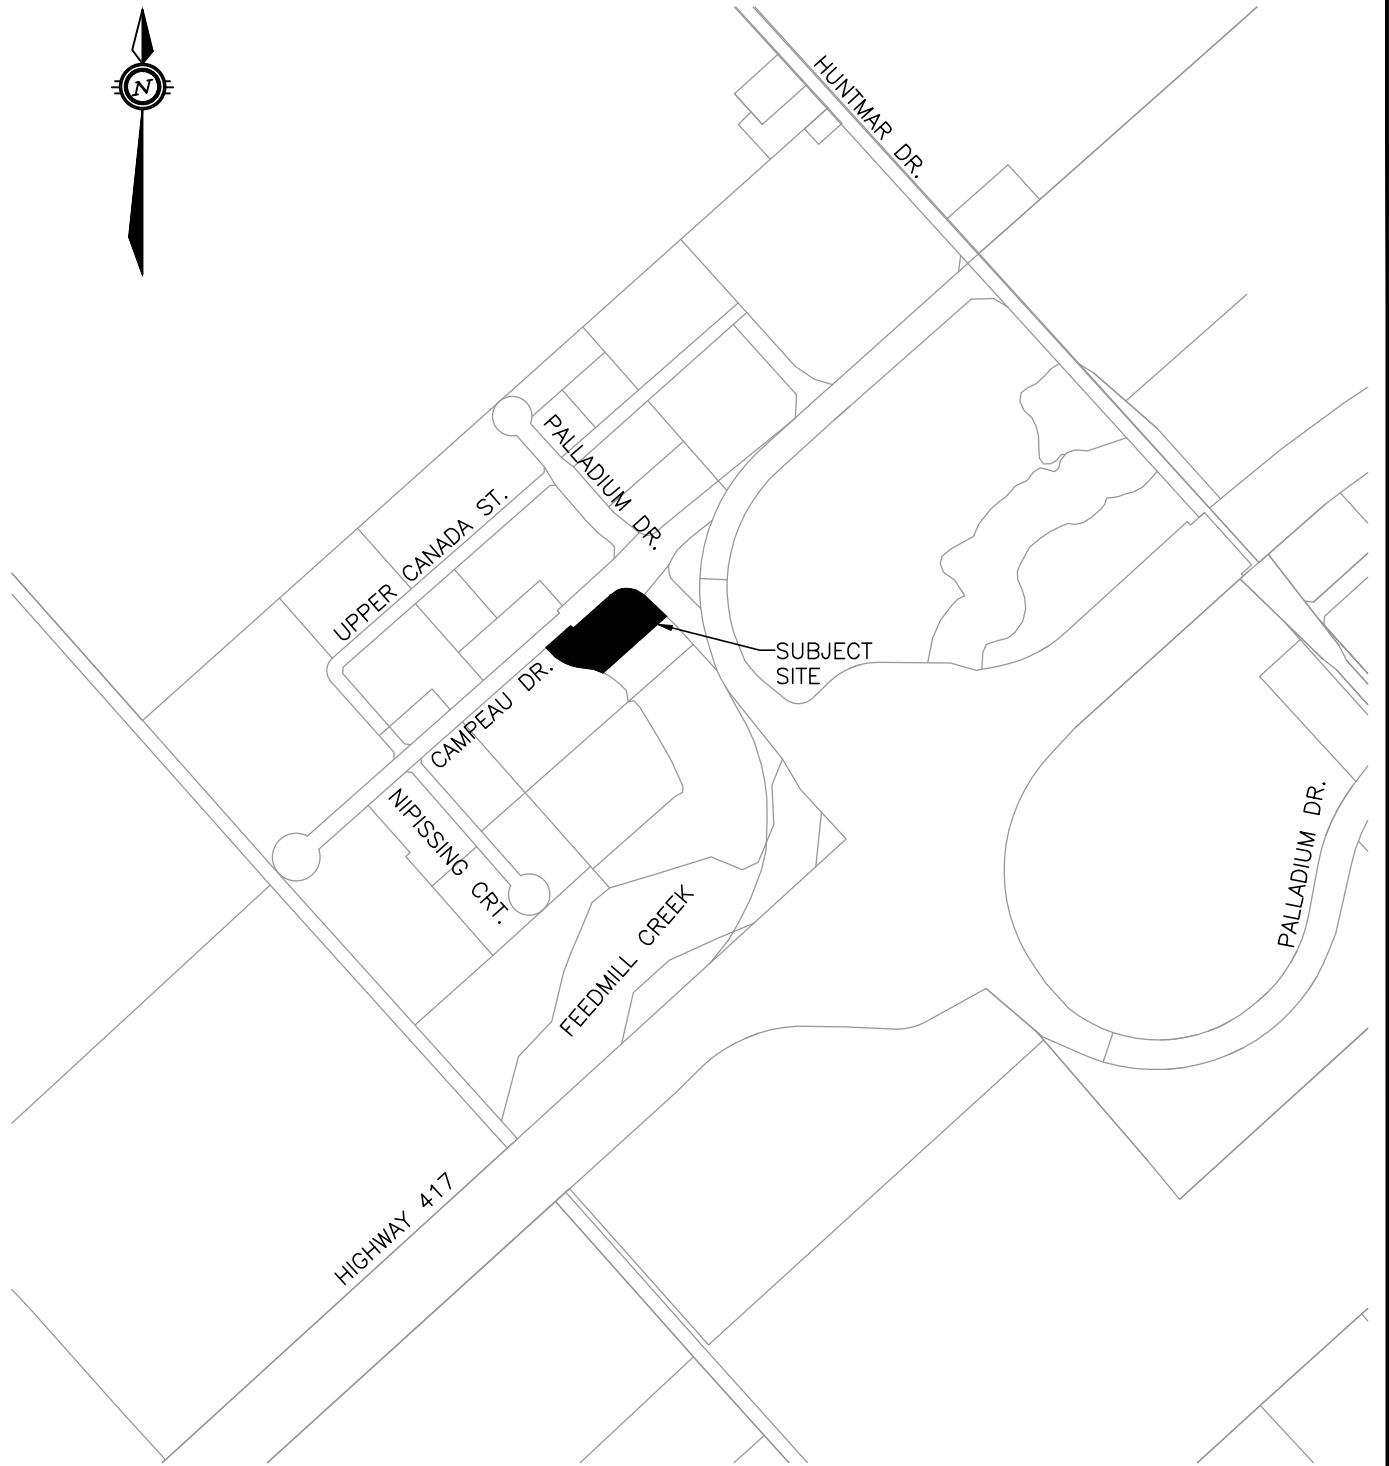 N
HUNTMAR DR.
PALLADIUM DR.
UPPER CANADA ST.
SUBJECT
SITE
CAMPEAU DR.
NIPISSING CRT.
PALLADIUM DR.
FEEDMILL CREEK
HIGHWAY 417